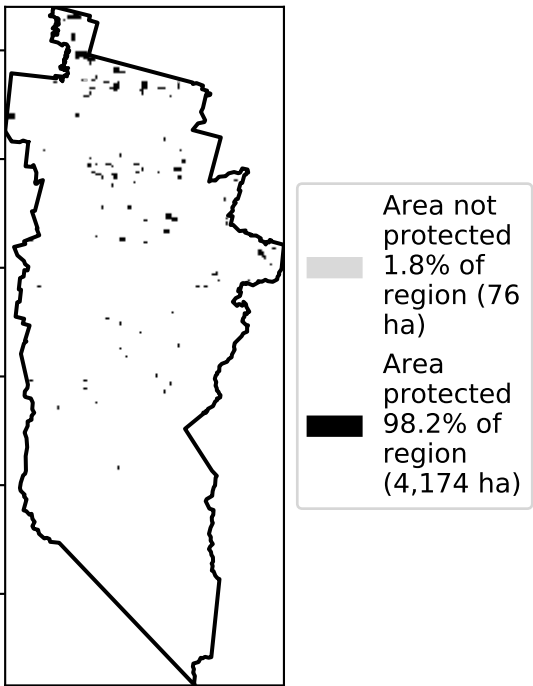 Area not
protected
1.8% of
region (76
ha)
Area
protected
98.2% of
region
(4,174 ha)